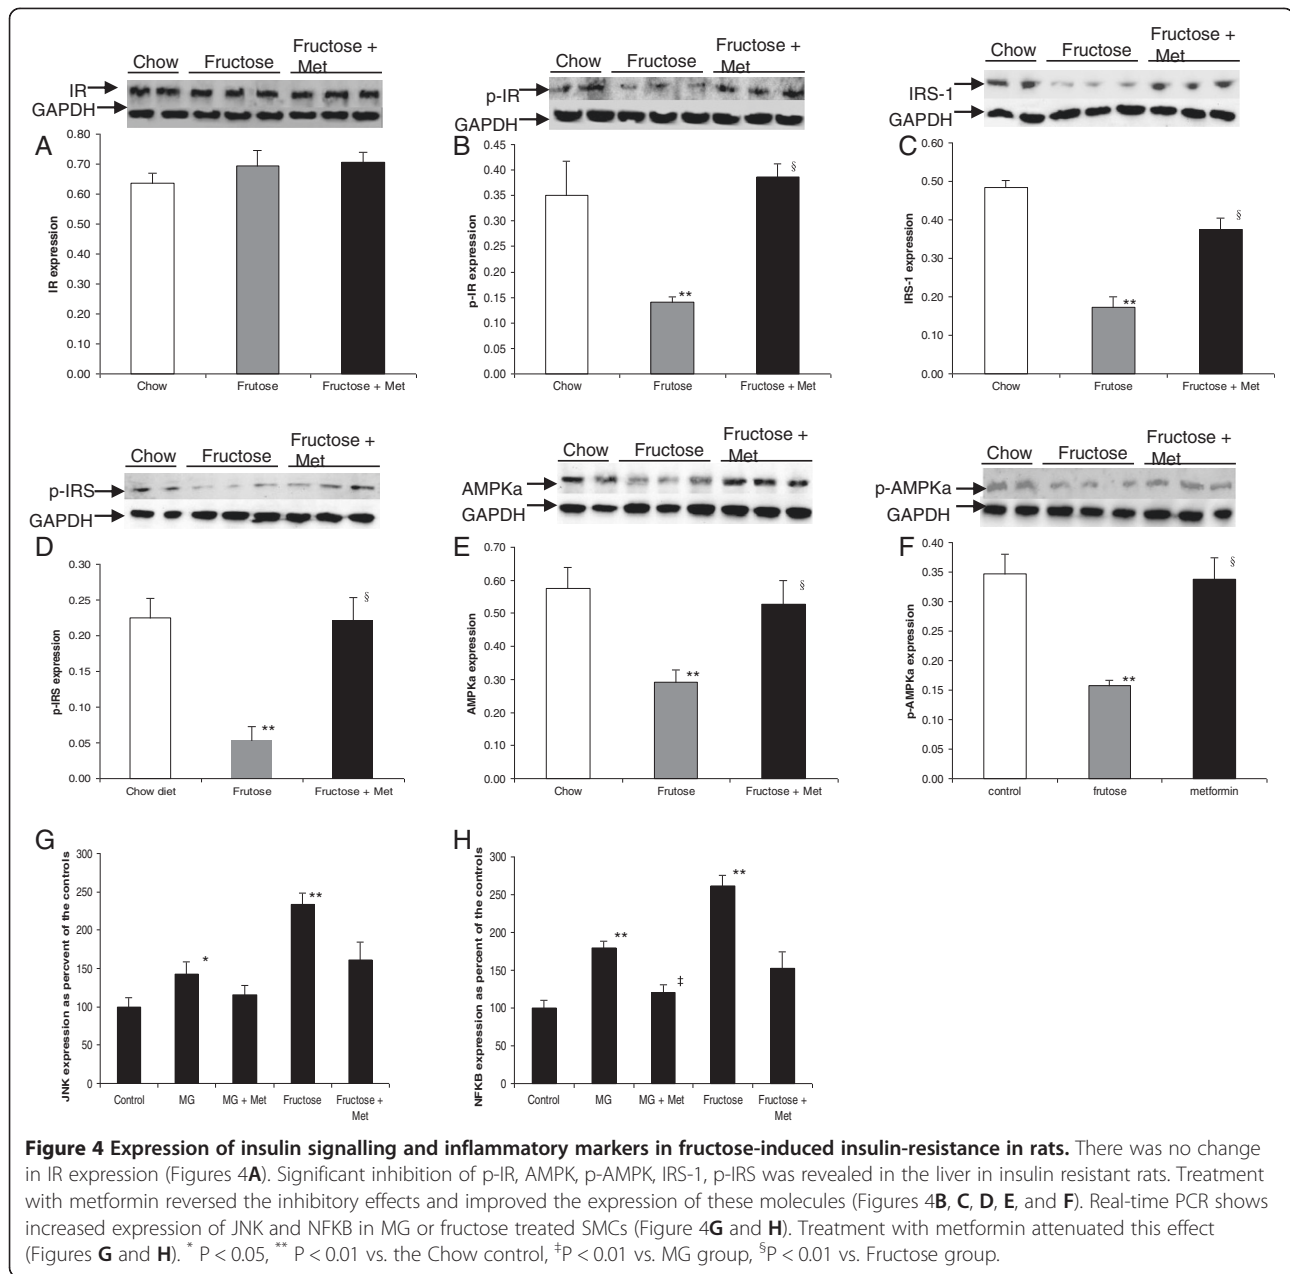 Chow Fructose Fructose +
Met
IR
GAPDH
A
0.80
0.70
0.60
0.50
0.40
0.30
0.20
0.10
0.00
IR expression
Chow Frutose Fructose + Met
Chow Fructose Fructose +
Met
p-IR
GAPDH
B
0.45
0.40
0.35
0.30
0.25
0.20
0.15
0.10
0.05
0.00
p-IR expression
**
§
Chow Frutose Fructose + Met
Chow Fructose Fructose +
Met
IRS-1
GAPDH
C
0.60
0.50
0.40
0.30
0.20
0.10
0.00
IRS-1 expression
**
§
Chow Frutose Fructose + Met
Chow Fructose Fructose +
Met
p-IRS
GAPDH
D
0.30
0.25
0.20
0.15
0.10
0.05
0.00
p-IRS expression
**
§
Chow diet Frutose Fructose + Met
Chow Fructose Fructose +
Met
AMPKa
GAPDH
E
0.70
0.60
0.50
0.40
0.30
0.20
0.10
0.00
AMPKa expression
**
§
Chow Frutose Fructose + Met
Chow Fructose Fructose +
Met
p-AMPKa
GAPDH
F
0.40
0.35
0.30
0.25
0.20
0.15
0.10
0.05
0.00
p-AMPKa expression
**
§
control frutose metformin
G
300
250
200
150
100
50
0
JNK expression as percvent of the controls
*
**
Control MG MG + Met Fructose Fructose +
Met
H
300
250
200
150
100
50
0
NFKB expression as percent of the controls
**
‡
**
Control MG MG + Met Fructose Fructose +
Met
Figure 4 Expression of insulin signalling and inflammatory markers in fructose-induced insulin-resistance in rats. There was no change
in IR expression (Figures 4A). Significant inhibition of p-IR, AMPK, p-AMPK, IRS-1, p-IRS was revealed in the liver in insulin resistant rats. Treatment
with metformin reversed the inhibitory effects and improved the expression of these molecules (Figures 4B, C, D, E, and F). Real-time PCR shows
increased expression of JNK and NFKB in MG or fructose treated SMCs (Figure 4G and H). Treatment with metformin attenuated this effect
(Figures G and H). * P < 0.05, ** P < 0.01 vs. the Chow control, ‡P < 0.01 vs. MG group, §P < 0.01 vs. Fructose group.